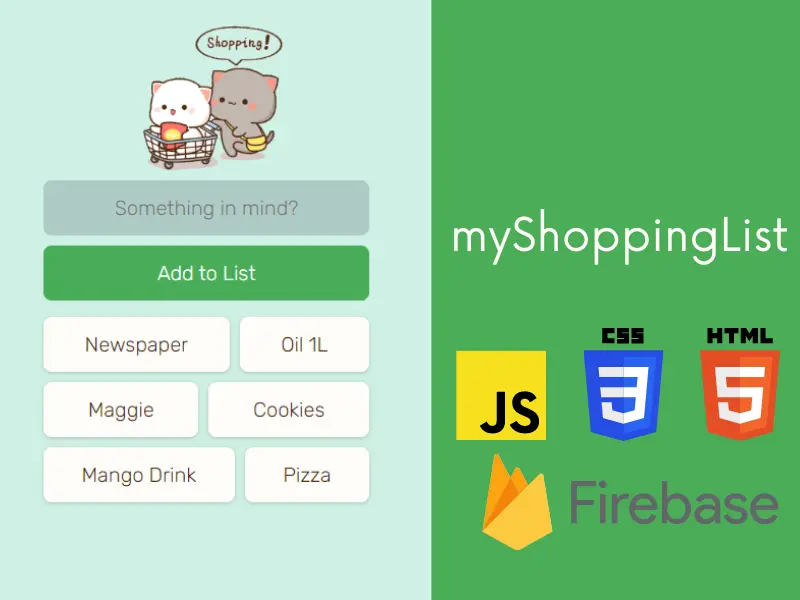 Shopping!
Something in mind?
Add to List
Newspaper
Oil 1L
Maggie
Cookies
Mango Drink
Pizza
myShoppingList
CSS
HTML
JS
3
5
Firebase